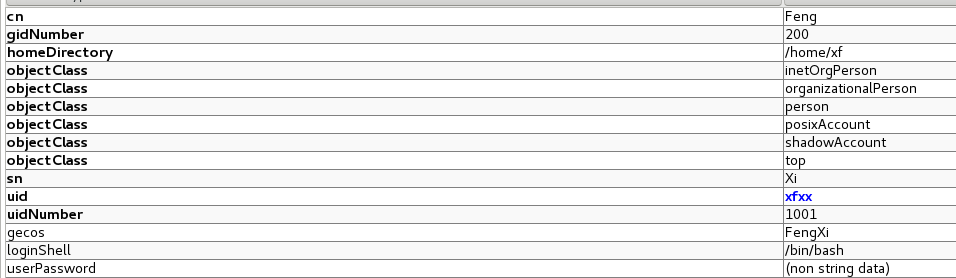 cn Feng
gidNumber 200
homeDirectory /home/xf
objectClass inetOrgPerson
objectClass organizationalPerson
objectClass person
objectClass posixAccount
objectClass shadowAccount
objectClass top
sn Xi
uid xfxx
uidNumber 1001
gecos FengXi
loginShell /bin/bash
userPassword (non string data)